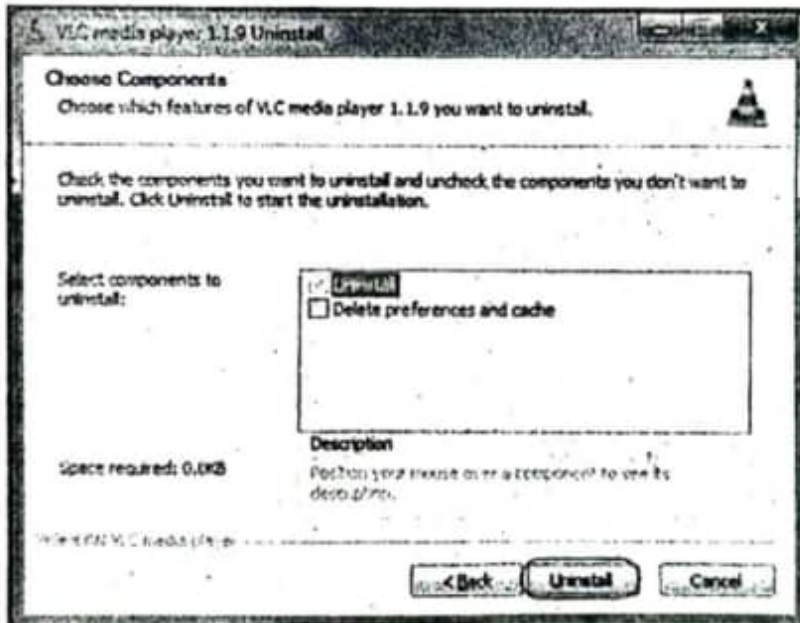 VLC media player 1.1.9 Uninstall
Choose Components
Choose which features of VLC media player 1.1.9 you want to uninstall.
Check the components you want to uninstall and uncheck the components you don't want to
uninstall. Click Uninstall to start the uninstallation.
Select components to
uninstall:
Uninstall
Delete preferences and cache
Space required: 0.0KB
Description
Position your mouse over a component to see its
description.
VLC media player
< Back
Uninstall
Cancel